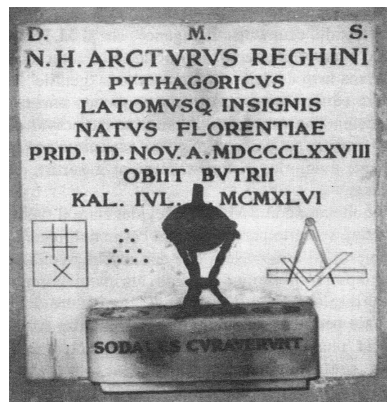 D. M. S.
N. H. ARCTVRVS REGHINI
PYTHAGORICVS
LATOMVSQ INSIGNIS
NATVS FLORENTIAE
PRID. ID. NOV. A. MDCCCLXXVIII
OBIIT BVTRII
KAL. IVL. MCMXLVI
SODALES CVRAVERVNT